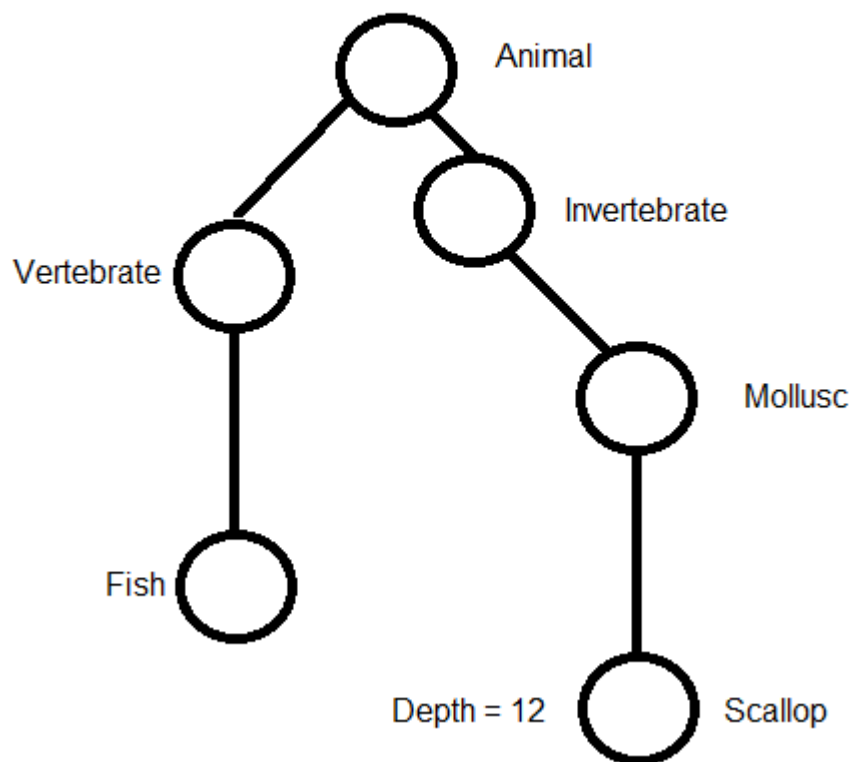 Animal
Invertebrate
Vertebrate
Mollusc
Fish
Depth = 12
Scallop